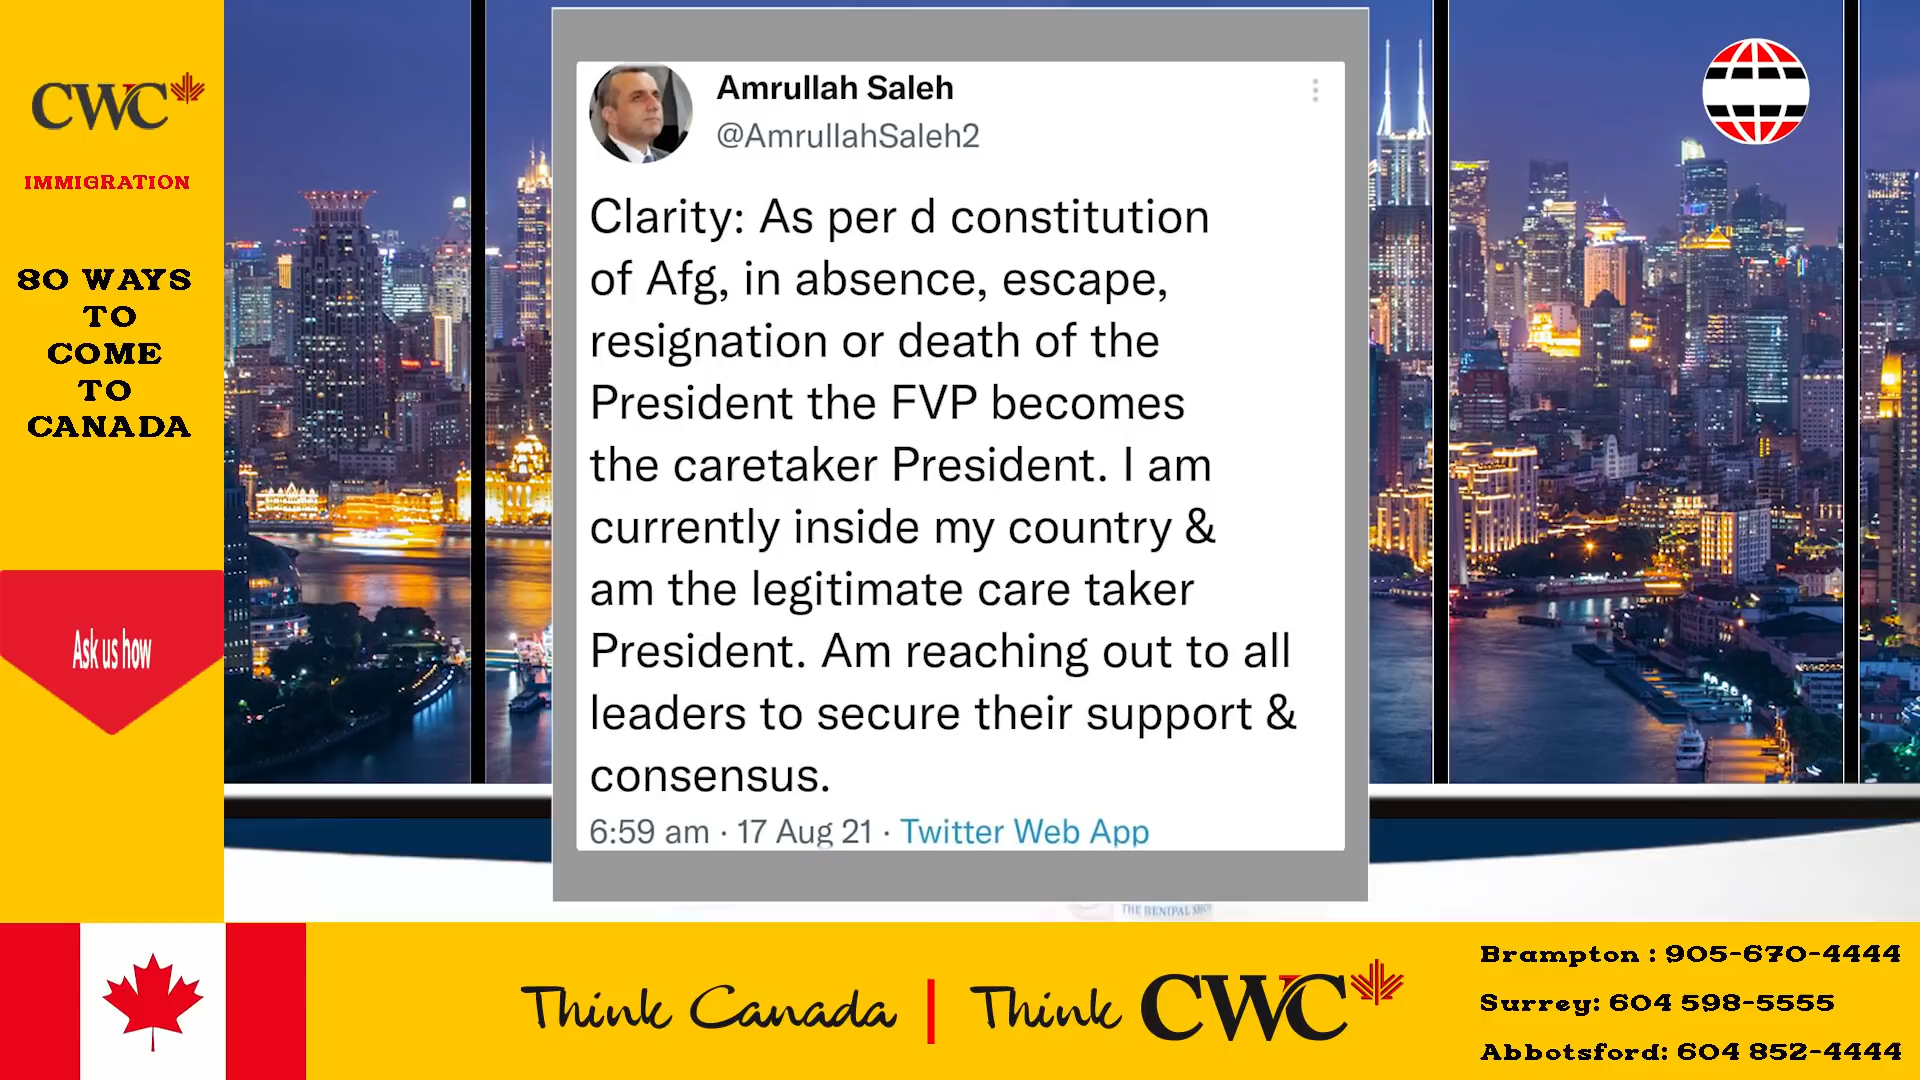 CWC
IMMIGRATION
80 WAYS
TO
COME
TO
CANADA
Ask us how
Amrullah Saleh
@AmrullahSaleh2
Clarity: As per d constitution
of Afg, in absence, escape,
resignation or death of the
President the FVP becomes
the caretaker President. I am
currently inside my country &
am the legitimate care taker
President. Am reaching out to all
leaders to secure their support &
consensus.
6:59 am · 17 Aug 21 · Twitter Web App
THE BENIPAL SHOW
Think Canada | Think CWC
Brampton : 905-670-4444
Surrey: 604 598-5555
Abbotsford: 604 852-4444